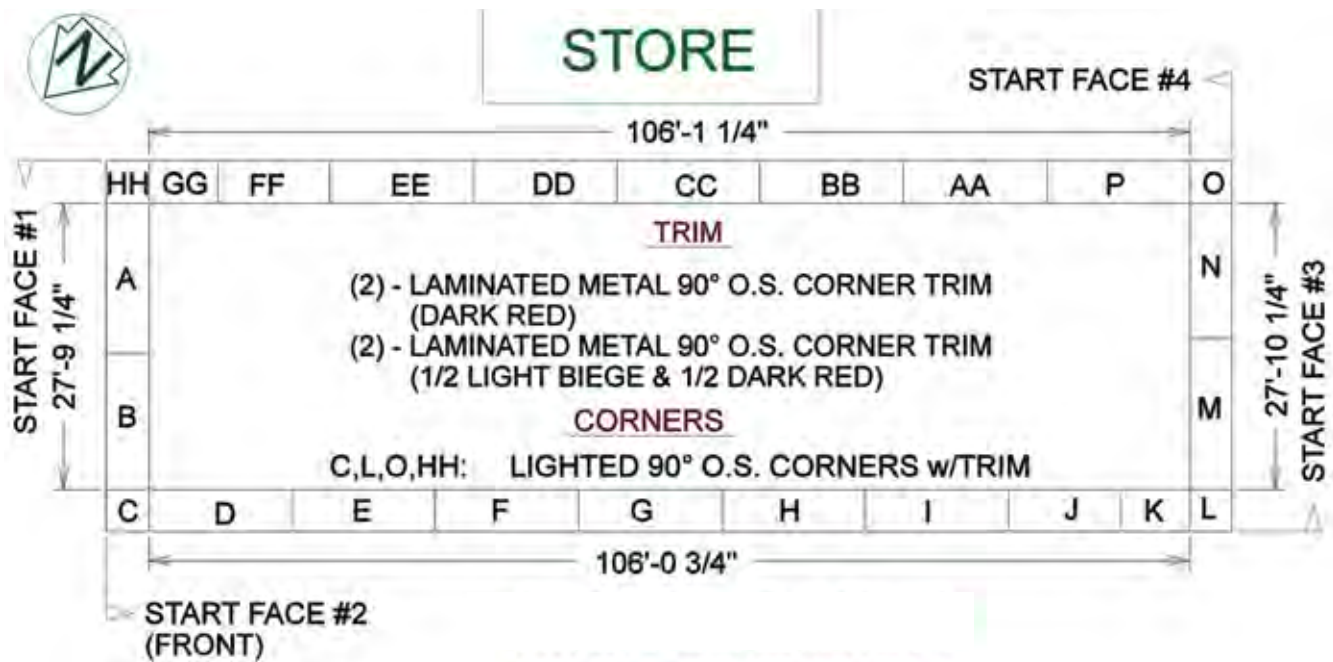 N
STORE
START FACE #4
106'-1 1/4"
HH GG FF EE DD CC BB AA P O
START FACE #1
27'-9 1/4"
A
B
TRIM
(2) - LAMINATED METAL 90° O.S. CORNER TRIM
(DARK RED)
(2) - LAMINATED METAL 90° O.S. CORNER TRIM
(1/2 LIGHT BIEGE & 1/2 DARK RED)
CORNERS
C,L,O,HH: LIGHTED 90° O.S. CORNERS w/TRIM
N
M
27'-10 1/4"
START FACE #3
C D E F G H I J K L
106'-0 3/4"
START FACE #2
(FRONT)